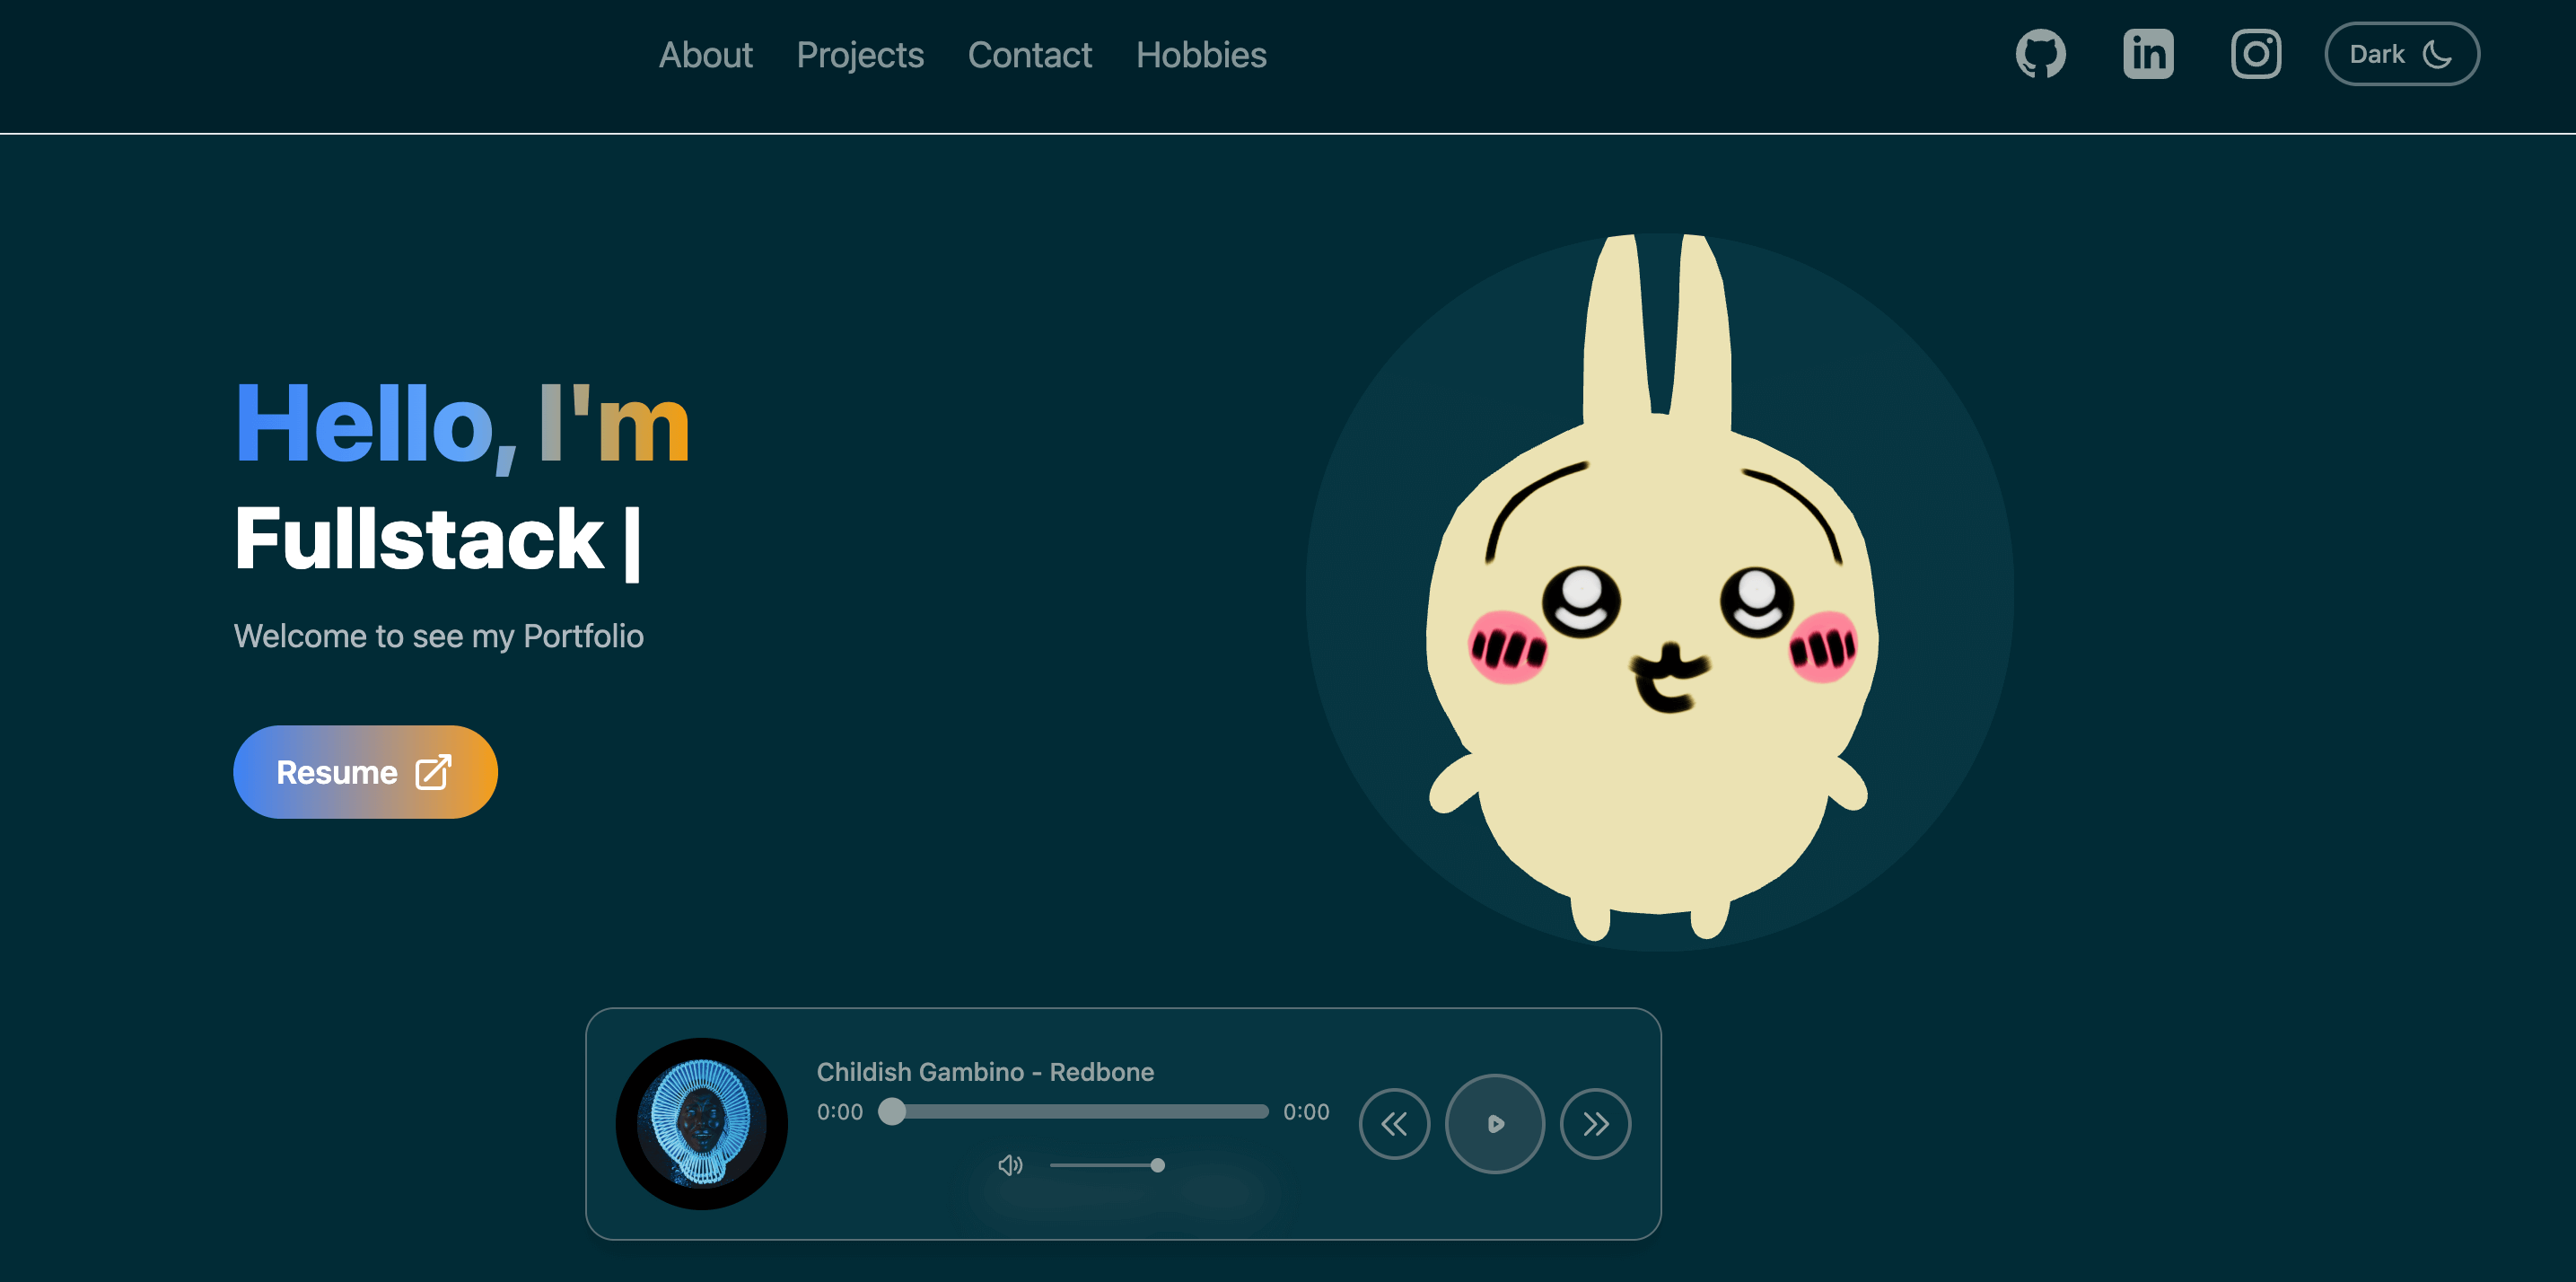 About Projects Contact Hobbies in Dark
Hello, I'm
Fullstack |
Welcome to see my Portfolio
Resume
Childish Gambino - Redbone
0:00 0:00